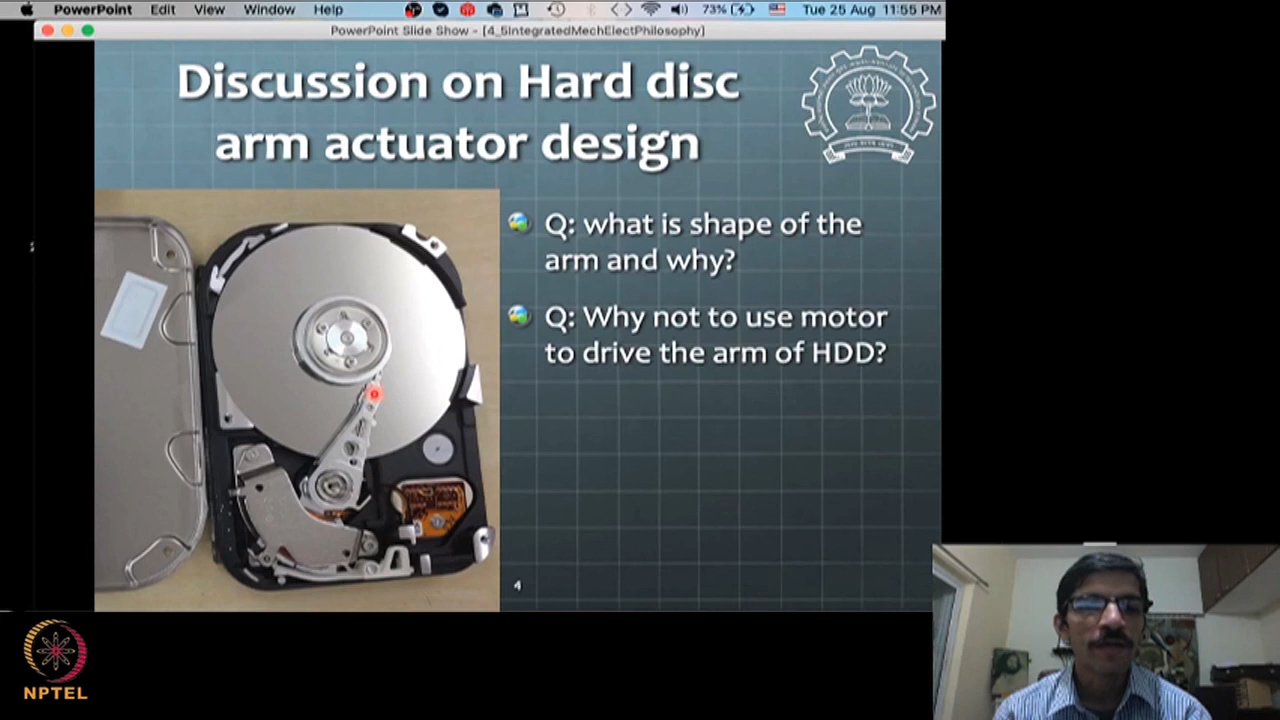 PowerPoint Edit View Window Help 73% Tue 25 Aug 11:55 PM
PowerPoint Slide Show - [4_5IntegratedMechElectPhilosophy]
Discussion on Hard disc
arm actuator design
Q: what is shape of the
arm and why?
Q: Why not to use motor
to drive the arm of HDD?
4
NPTEL